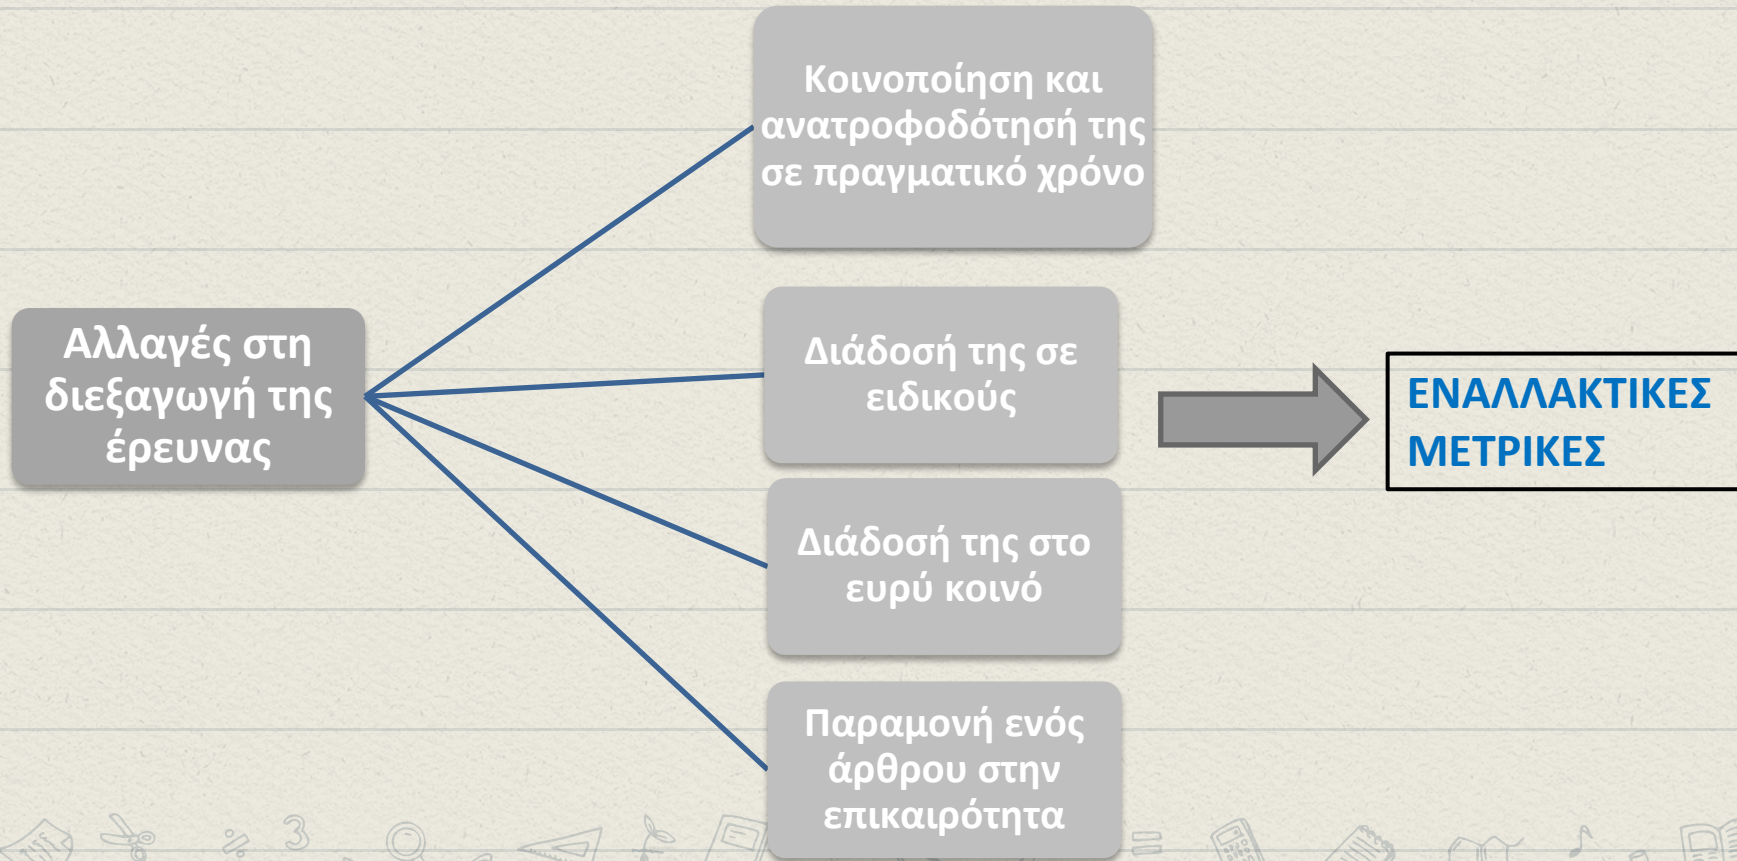 Κοινοποίηση και
ανατροφοδότησή της
σε πραγματικό χρόνο
Αλλαγές στη
διεξαγωγή της
έρευνας
Διάδοσή της σε
ειδικούς
ΕΝΑΛΛΑΚΤΙΚΕΣ
ΜΕΤΡΙΚΕΣ
Διάδοσή της στο
ευρύ κοινό
Παραμονή ενός
άρθρου στην
επικαιρότητα